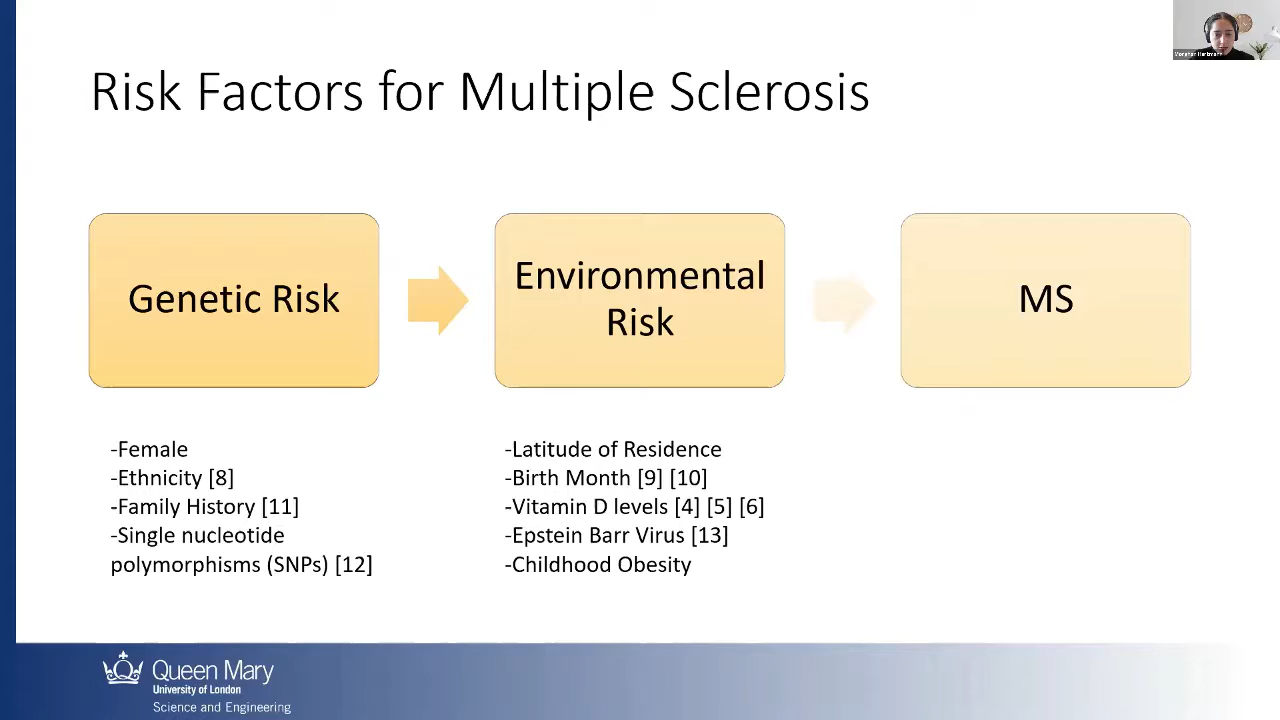 Risk Factors for Multiple Sclerosis
Genetic Risk
Environmental
Risk
MS
-Female
-Ethnicity [8]
-Family History [11]
-Single nucleotide
polymorphisms (SNPs) [12]
-Latitude of Residence
-Birth Month [9] [10]
-Vitamin D levels [4] [5] [6]
-Epstein Barr Virus [13]
-Childhood Obesity
Queen Mary
University of London
Science and Engineering